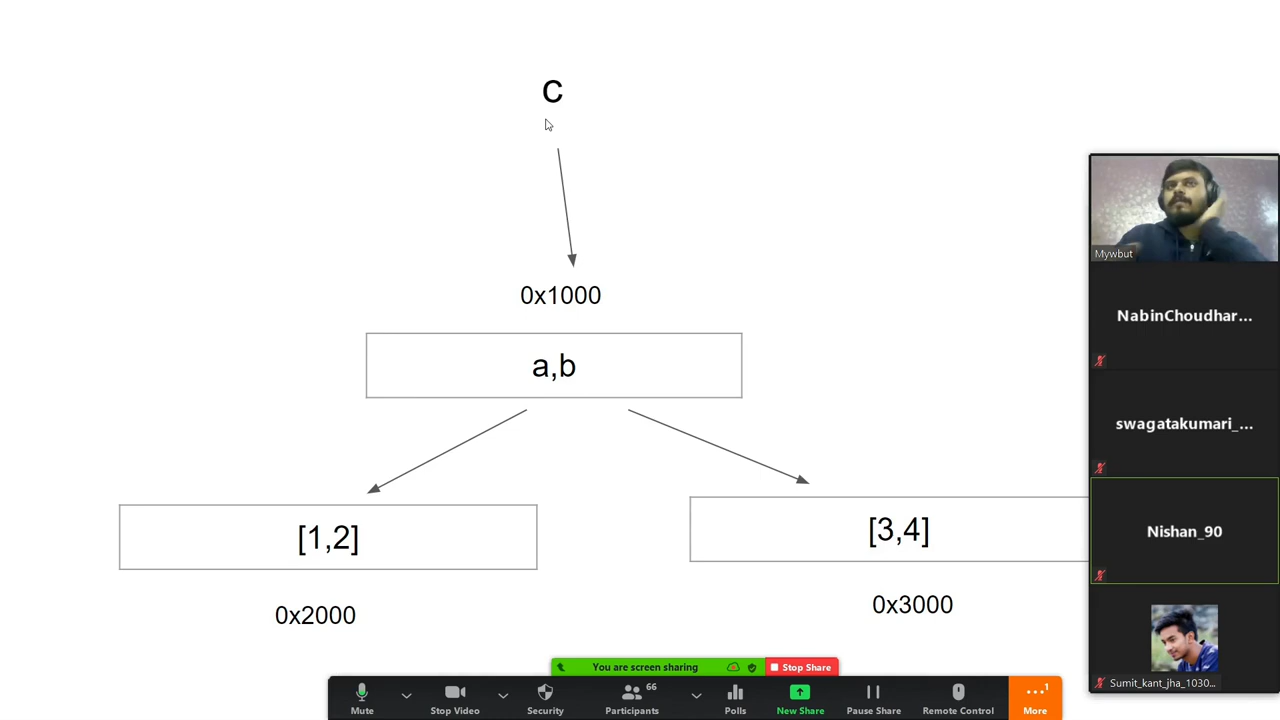 c
0x1000
a,b
[1,2]
[3,4]
0x2000
0x3000
Mywbut
NabinChoudhar...
swagatakumari_...
Nishan_90
Sumit_kant_jha_1030...
You are screen sharing
Stop Share
66
1
Mute
Stop Video
Security
Participants
Polls
New Share
Pause Share
Remote Control
More